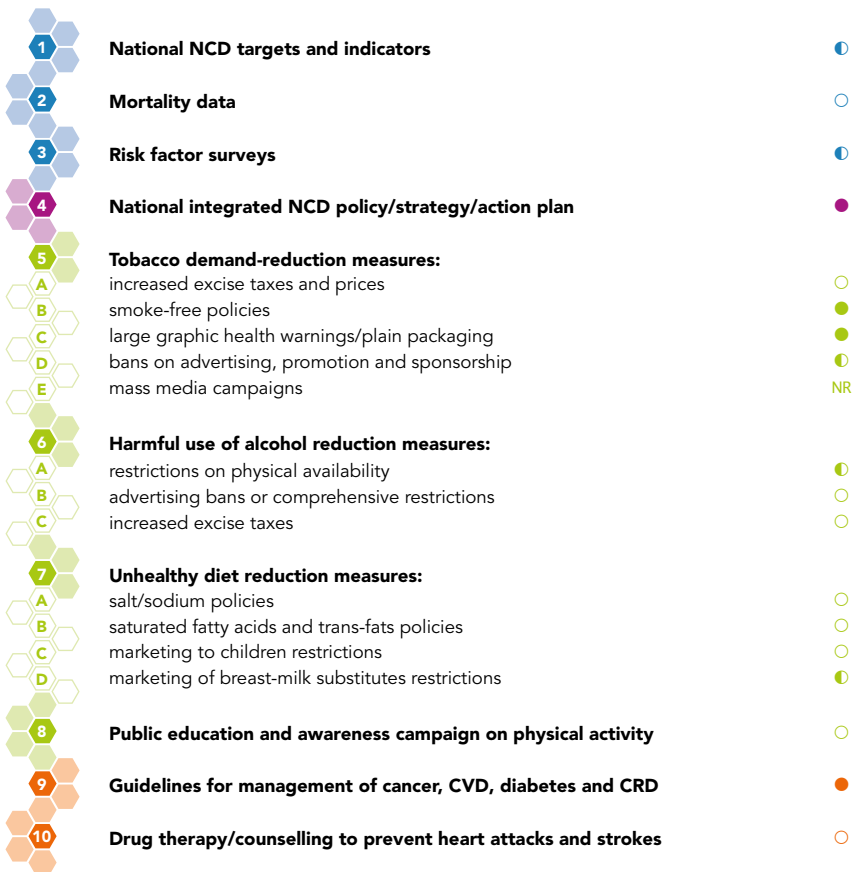 1 National NCD targets and indicators ◐
2 Mortality data ○
3 Risk factor surveys ◐
4 National integrated NCD policy/strategy/action plan ●
5 Tobacco demand-reduction measures:
A increased excise taxes and prices ○
B smoke-free policies ●
C large graphic health warnings/plain packaging ●
D bans on advertising, promotion and sponsorship ◐
E mass media campaigns NR
6 Harmful use of alcohol reduction measures:
A restrictions on physical availability ◐
B advertising bans or comprehensive restrictions ○
C increased excise taxes ○
7 Unhealthy diet reduction measures:
A salt/sodium policies ○
B saturated fatty acids and trans-fats policies ○
C marketing to children restrictions ○
D marketing of breast-milk substitutes restrictions ◐
8 Public education and awareness campaign on physical activity ○
9 Guidelines for management of cancer, CVD, diabetes and CRD ●
10 Drug therapy/counselling to prevent heart attacks and strokes ○